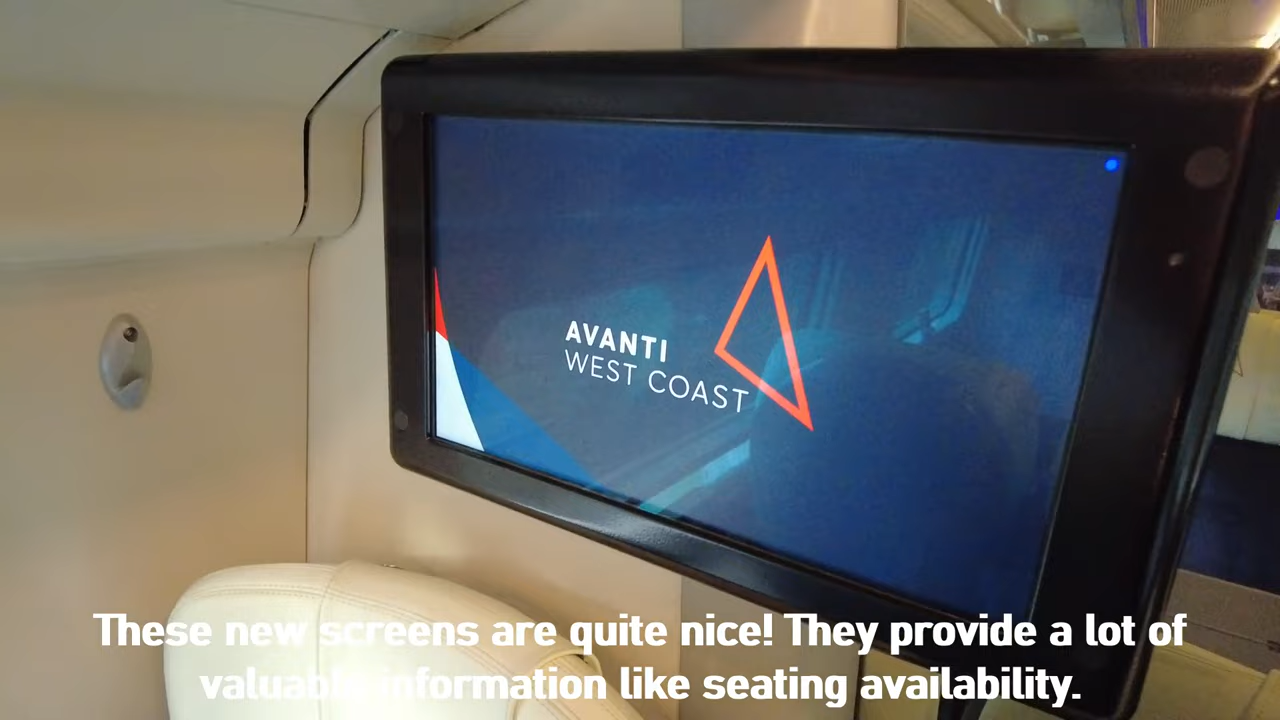 AVANTI
WEST COAST
These new screens are quite nice! They provide a lot of
valuable information like seating availability.